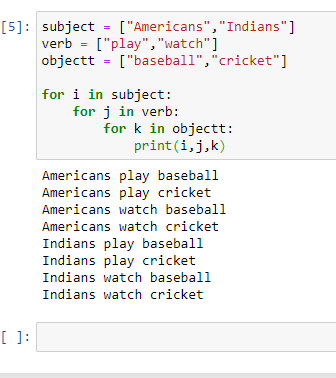 [5]: subject = ["Americans","Indians"]
verb = ["play","watch"]
objectt = ["baseball","cricket"]

for i in subject:
    for j in verb:
        for k in objectt:
            print(i,j,k)

Americans play baseball
Americans play cricket
Americans watch baseball
Americans watch cricket
Indians play baseball
Indians play cricket
Indians watch baseball
Indians watch cricket

[ ]: